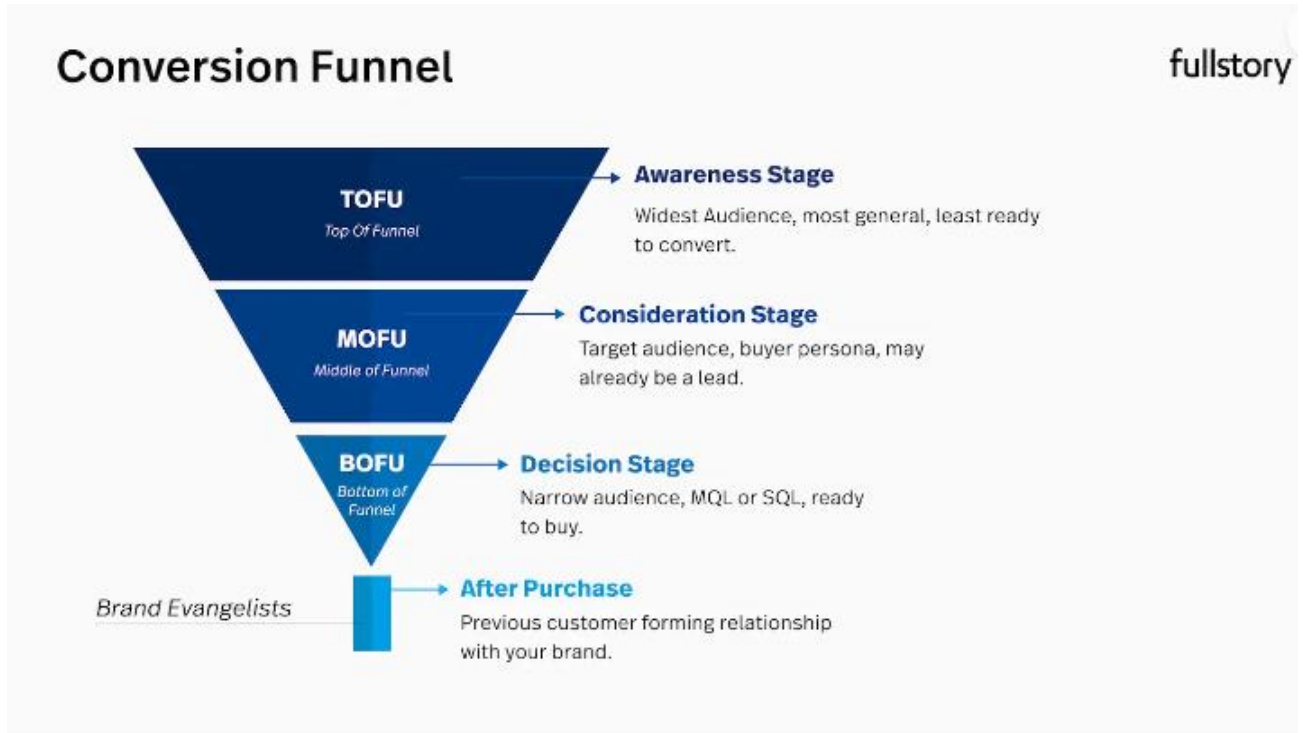 Conversion Funnel
fullstory
TOFU
Top Of Funnel
Awareness Stage
Widest Audience, most general, least ready
to convert.
MOFU
Middle of Funnel
Consideration Stage
Target audience, buyer persona, may
already be a lead.
BOFU
Bottom of
Funnel
Decision Stage
Narrow audience, MQL or SQL, ready
to buy.
Brand Evangelists
After Purchase
Previous customer forming relationship
with your brand.